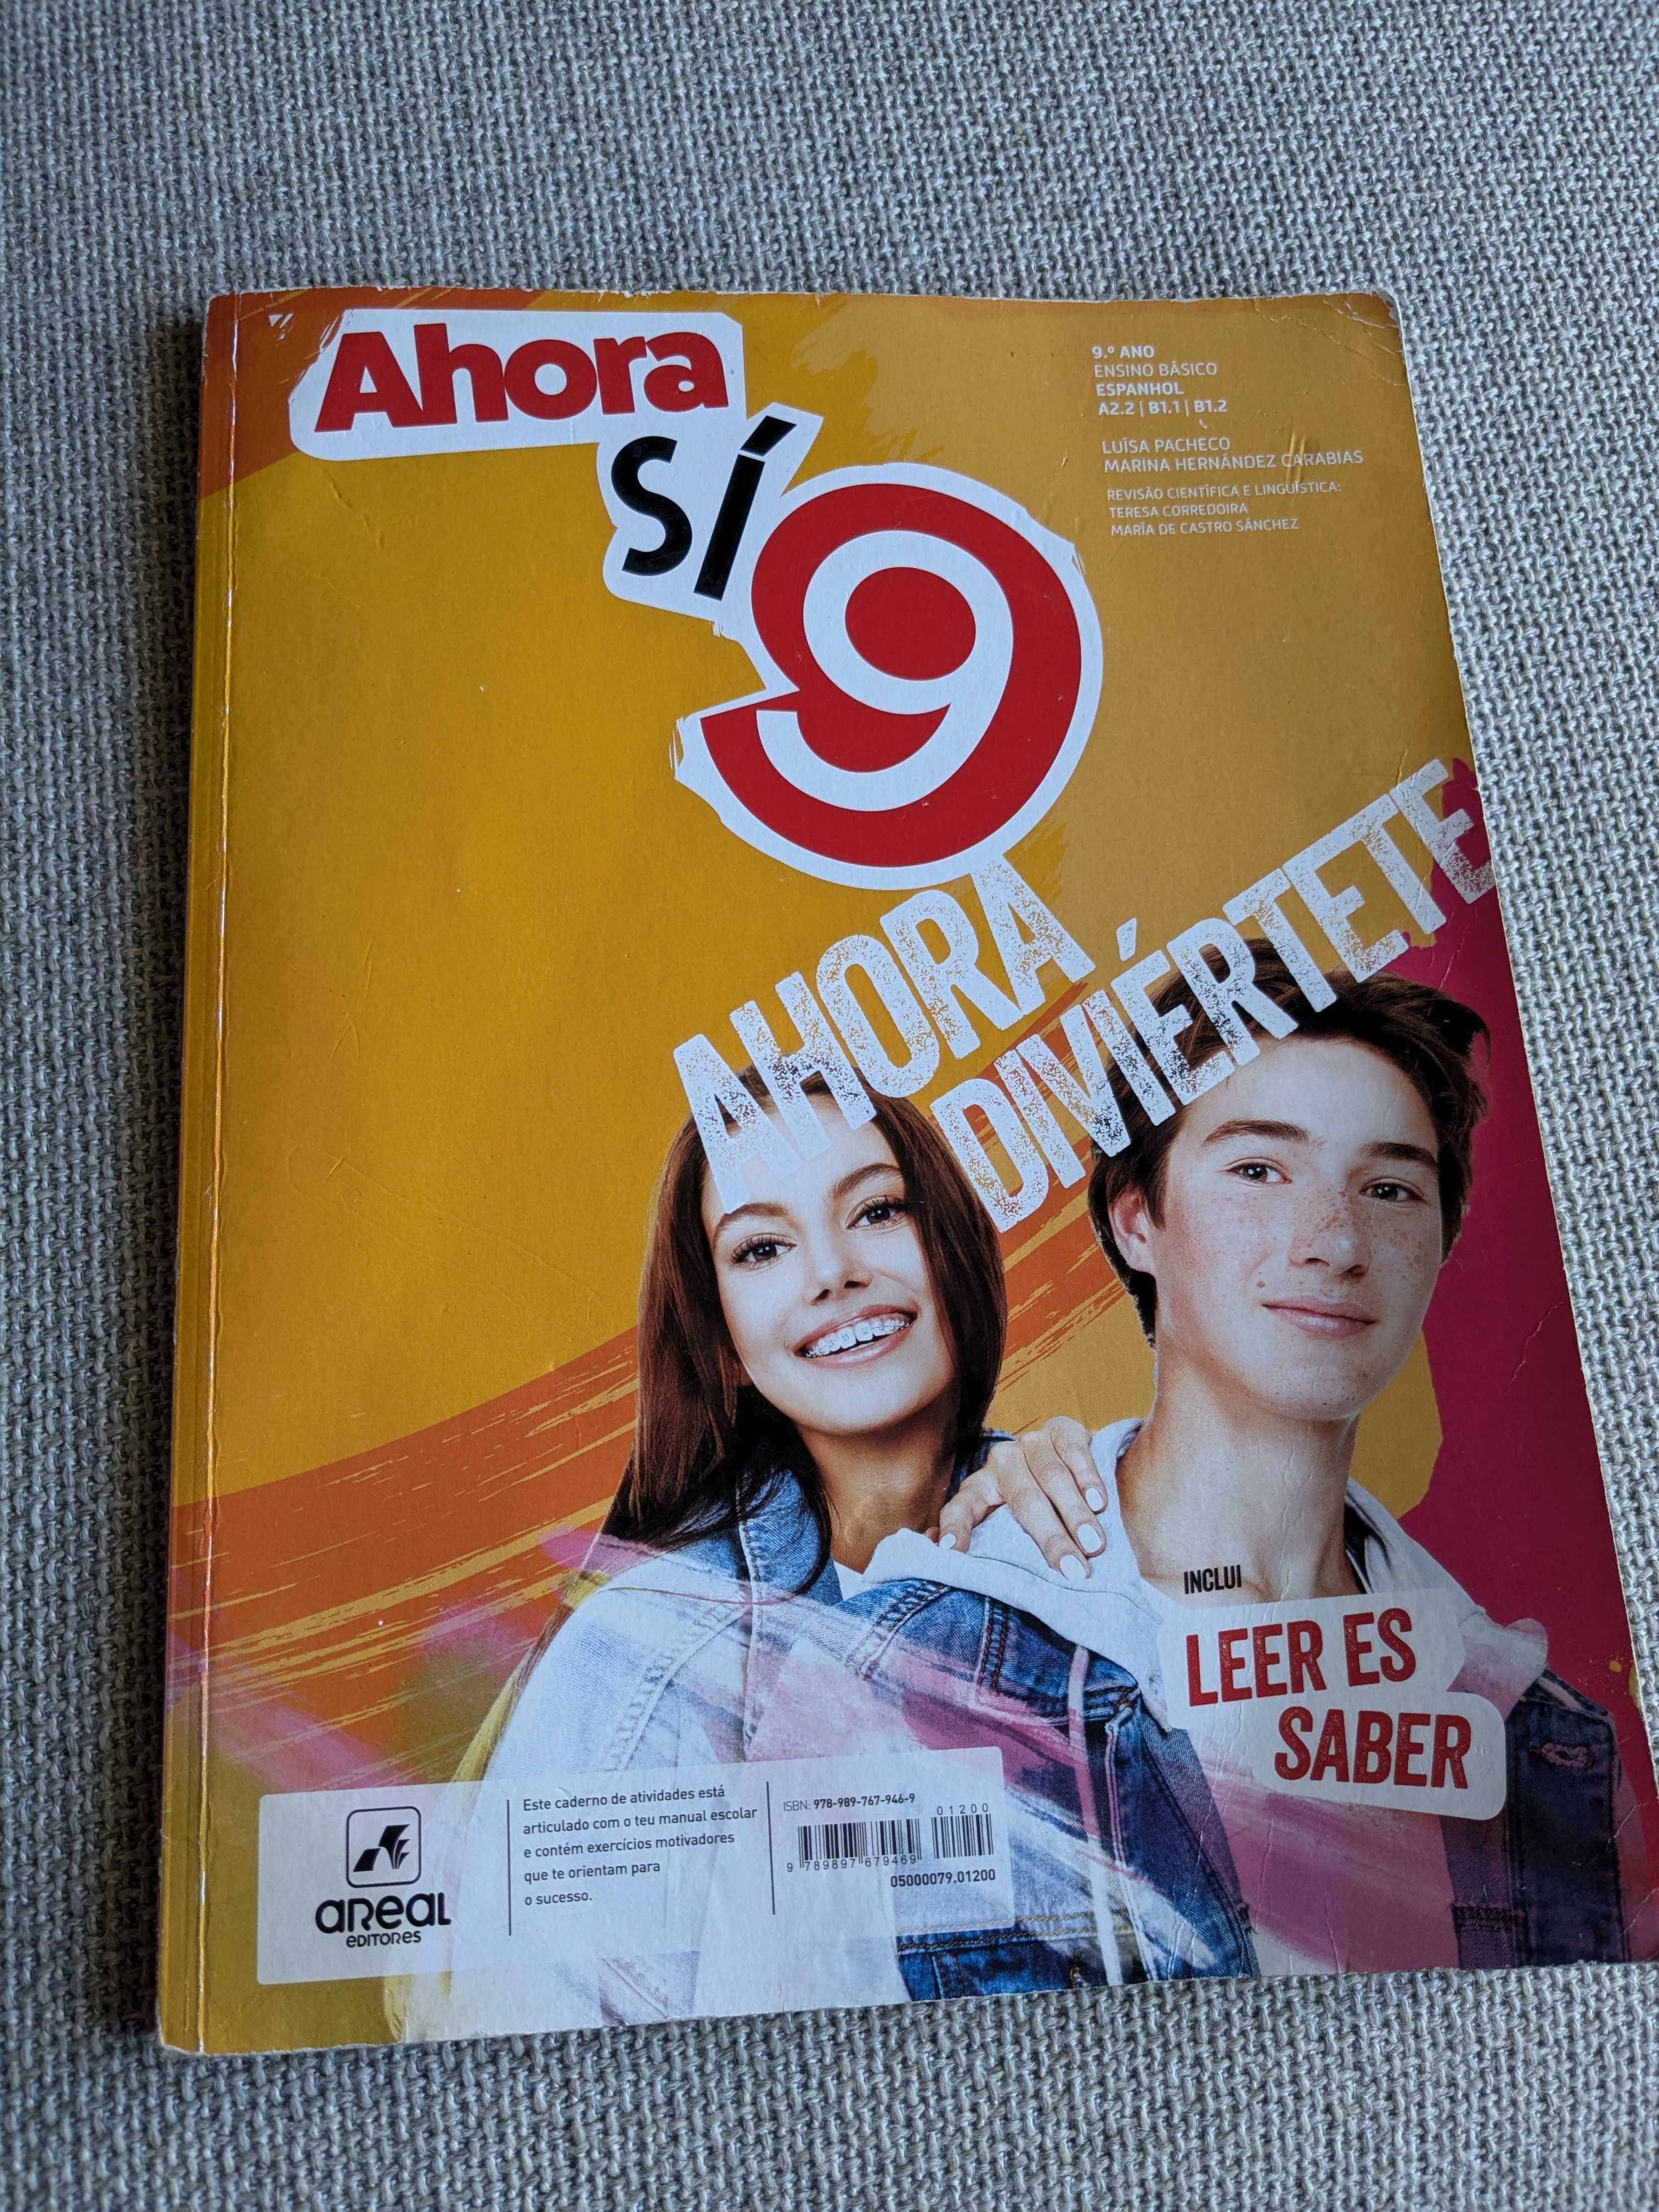 Ahora
SÍ
9
9.º ANO
ENSINO BÁSICO
ESPANHOL
A2.2 | B1.1 | B1.2
LUÍSA PACHECO
MARINA HERNÁNDEZ CARABIAS
REVISÃO CIENTÍFICA E LINGUÍSTICA:
TERESA CORREDOIRA
MARÍA DE CASTRO SÁNCHEZ
AHORA
DIVIÉRTETE
INCLUI
LEER ES
SABER
AREAL
EDITORES
Este caderno de atividades está
articulado com o teu manual escolar
e contém exercícios motivadores
que te orientam para
o sucesso.
ISBN: 978-989-767-946-9
01200
9 789897 679469
05000079.01200